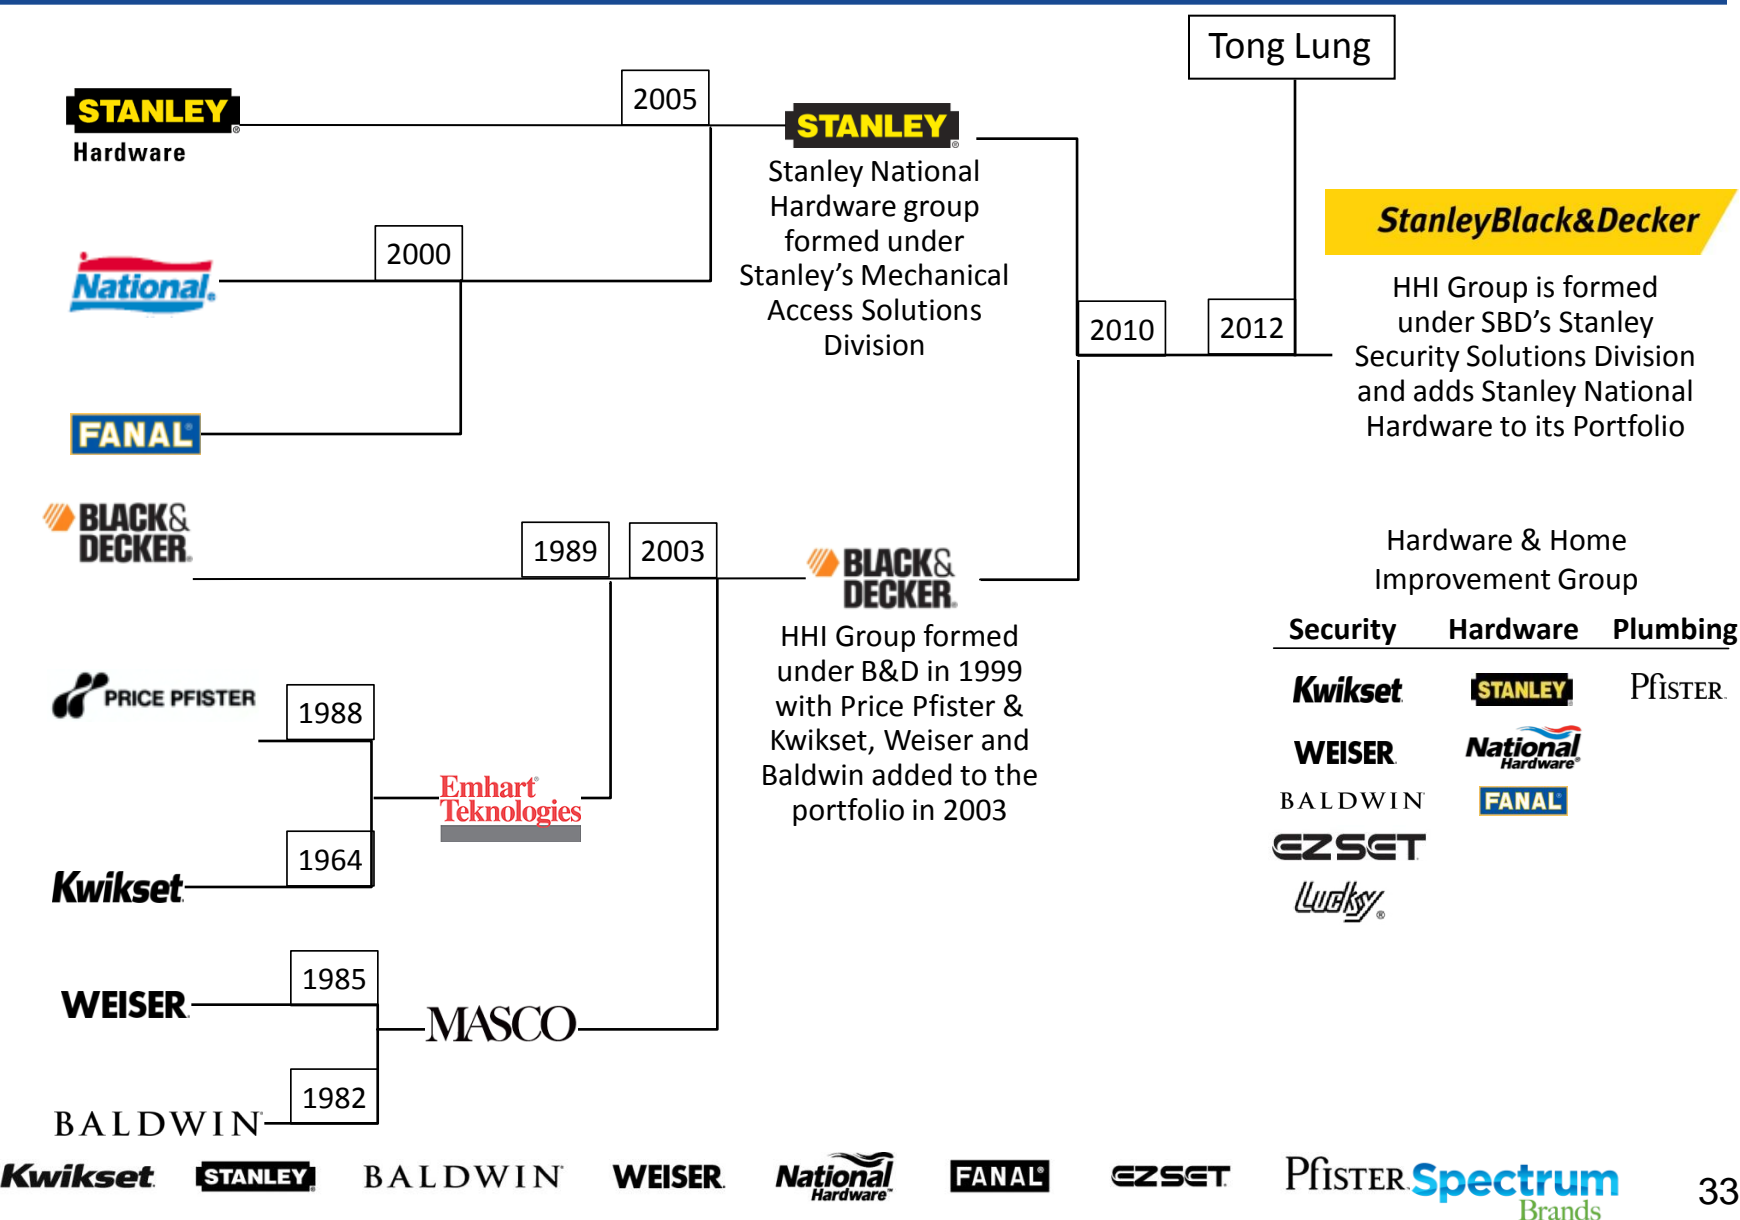 Tong Lung
2005
STANLEY®
Hardware
STANLEY®
Stanley National
Hardware group
formed under
Stanley’s Mechanical
Access Solutions
Division
2000
National®
FANAL®
StanleyBlack&Decker
HHI Group is formed
under SBD’s Stanley
Security Solutions Division
and adds Stanley National
Hardware to its Portfolio
2010
2012
BLACK&
DECKER
1989
2003
BLACK&
DECKER
HHI Group formed
under B&D in 1999
with Price Pfister &
Kwikset, Weiser and
Baldwin added to the
portfolio in 2003
PRICE PFISTER
1988
Emhart®
Teknologies
1964
Kwikset
1985
WEISER
MASCO
1982
BALDWIN
Hardware & Home
Improvement Group
Security Hardware Plumbing
Kwikset STANLEY Pfister
WEISER National Hardware®
BALDWIN FANAL
EZSET
Lucky®
Kwikset STANLEY BALDWIN WEISER National Hardware FANAL® EZSET Pfister Spectrum Brands 33